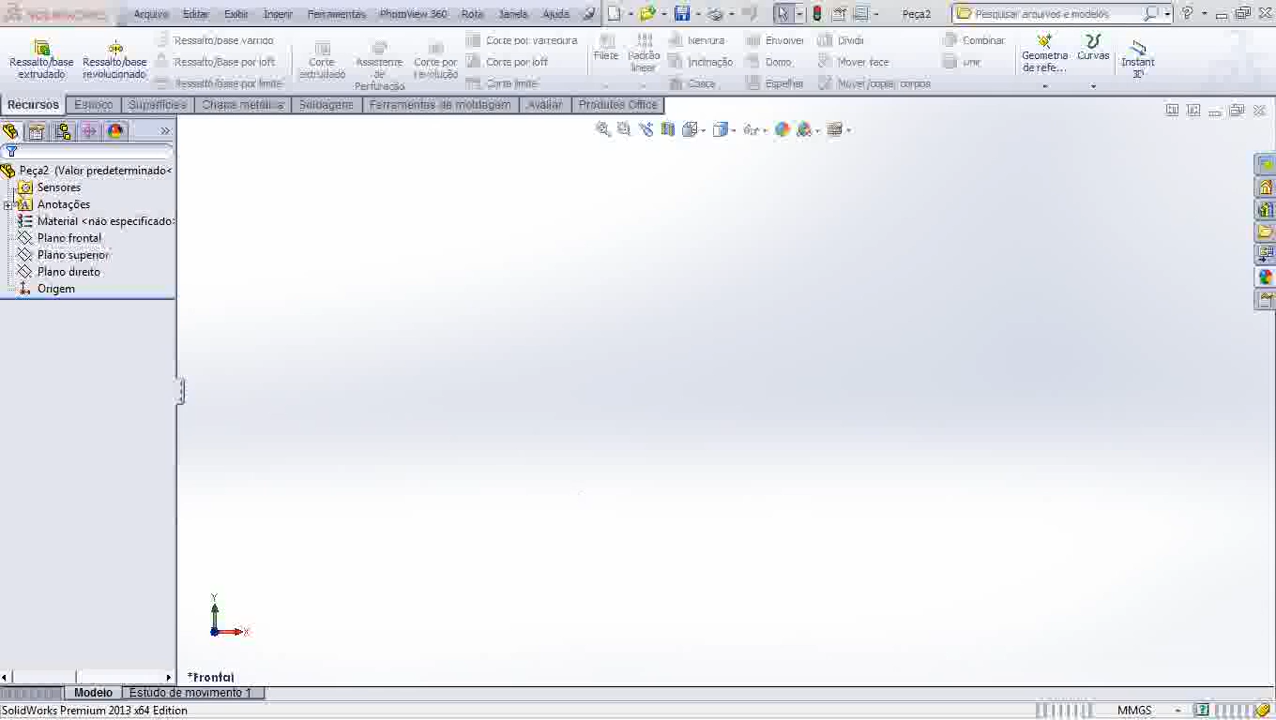 SolidWorks Arquivo Editar Exibir Inserir Ferramentas PhotoView 360 Rota Janela Ajuda Peça2 Pesquisar arquivos e modelos
Ressalto/base extrudado
Ressalto/base revolucionado
Ressalto/base varrido
Ressalto/base por loft
Ressalto/base por limite
Corte extrudado
Assistente de Perfuração
Corte por revolução
Corte por varredura
Corte por loft
Corte limite
Filete
Padrão linear
Nervura
Inclinação
Casca
Envolver
Domo
Espelhar
Dividir
Mover face
Mover/copiar corpos
Combinar
Unir
Geometria de refe...
Curvas
Instant 3D
Recursos Esboço Superfícies Chapa metálica Soldagens Ferramentas de moldagem Avaliar Produtos Office
Peça2 (Valor predeterminado<
Sensores
Anotações
Material <não especificado>
Plano frontal
Plano superior
Plano direito
Origem
Y
X
*Frontal
Modelo Estudo de movimento 1
SolidWorks Premium 2013 x64 Edition MMGS